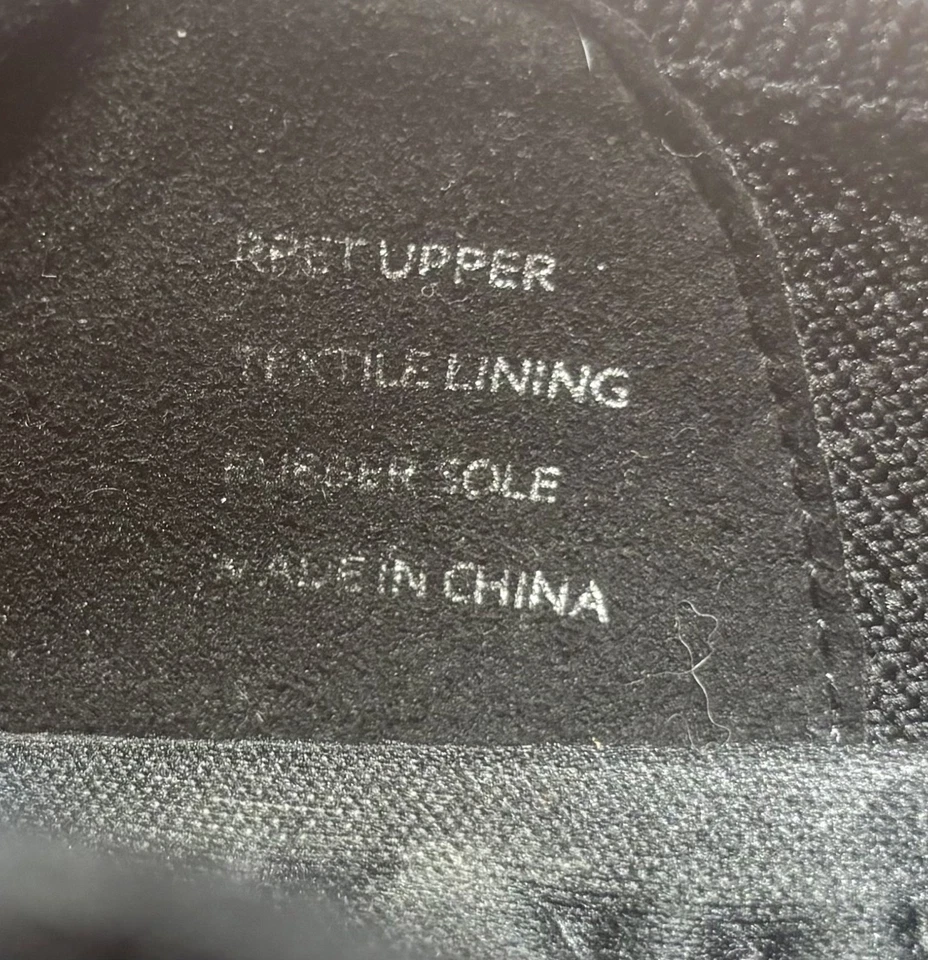 RPET UPPER
TEXTILE LINING
RUBBER SOLE
MADE IN CHINA